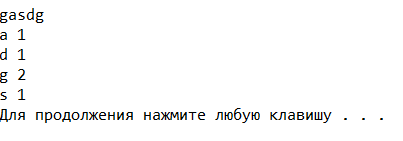 gasdg
a 1
d 1
g 2
s 1
Для продолжения нажмите любую клавишу . . .